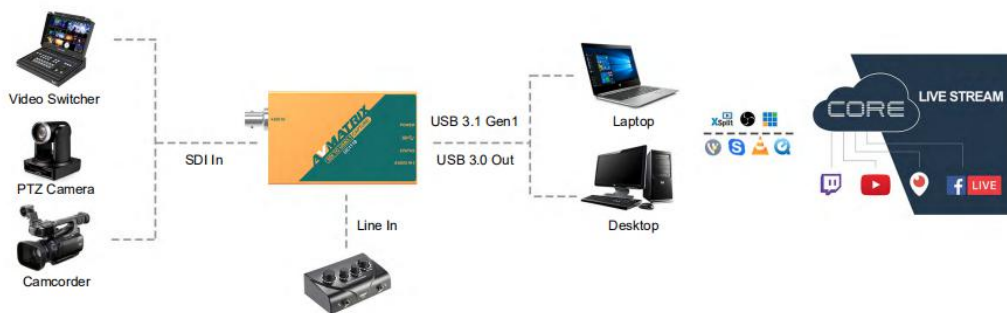 Video Switcher
PTZ Camera
Camcorder
SDI In
AVMATRIX
Line In
USB 3.1 Gen1
USB 3.0 Out
Laptop
Desktop
XSplit
CORE
LIVE STREAM
LIVE